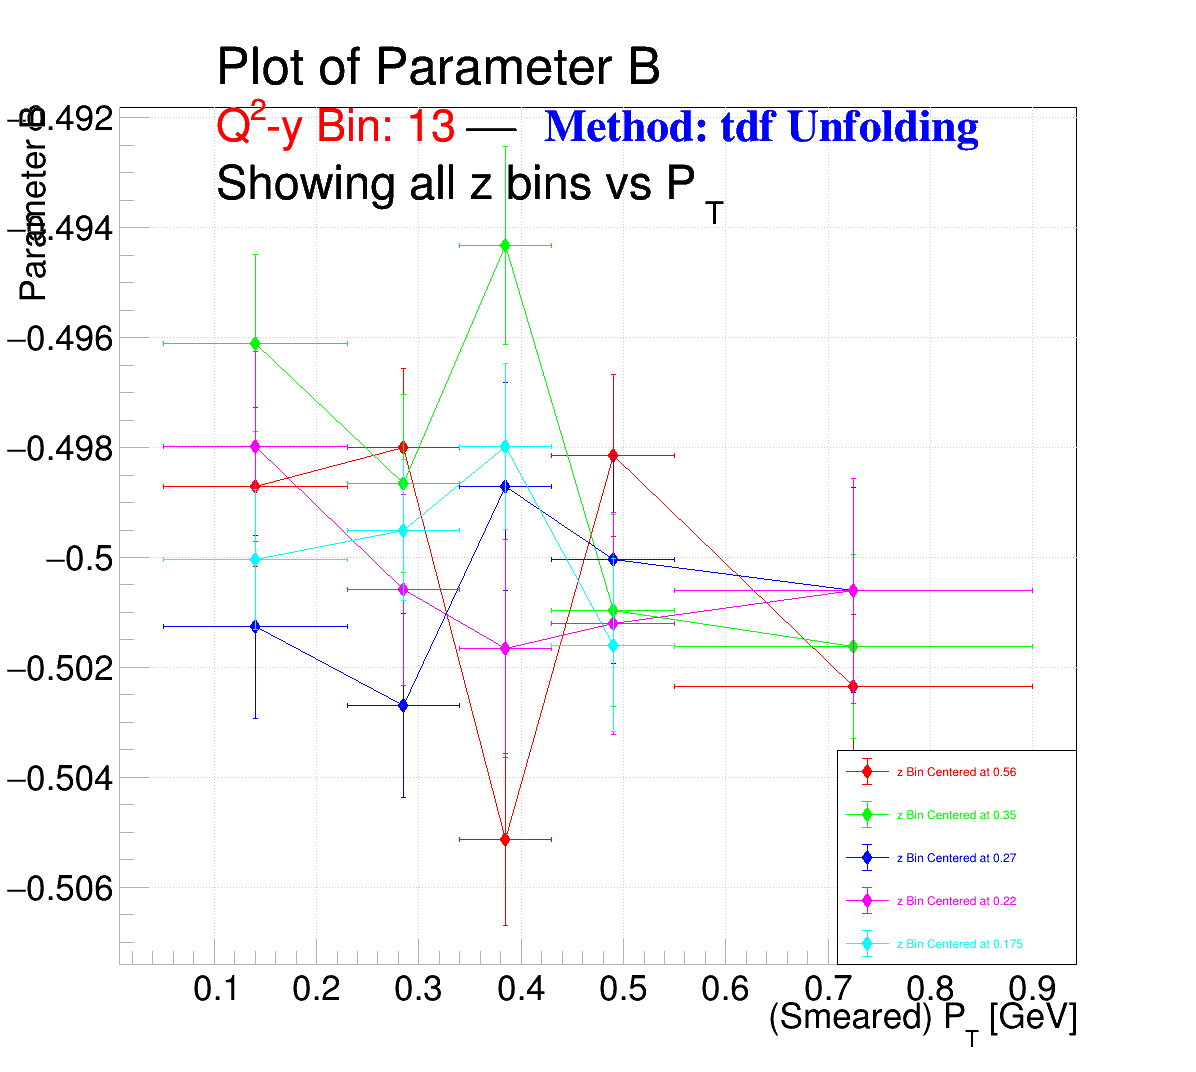 Plot of Parameter B
Q²-y Bin: 13 — Method: tdf Unfolding
Showing all z bins vs P_T
Parameter B
−0.492
−0.494
−0.496
−0.498
−0.5
−0.502
−0.504
−0.506
z Bin Centered at 0.56
z Bin Centered at 0.35
z Bin Centered at 0.27
z Bin Centered at 0.22
z Bin Centered at 0.175
0.1 0.2 0.3 0.4 0.5 0.6 0.7 0.8 0.9
(Smeared) P_T [GeV]